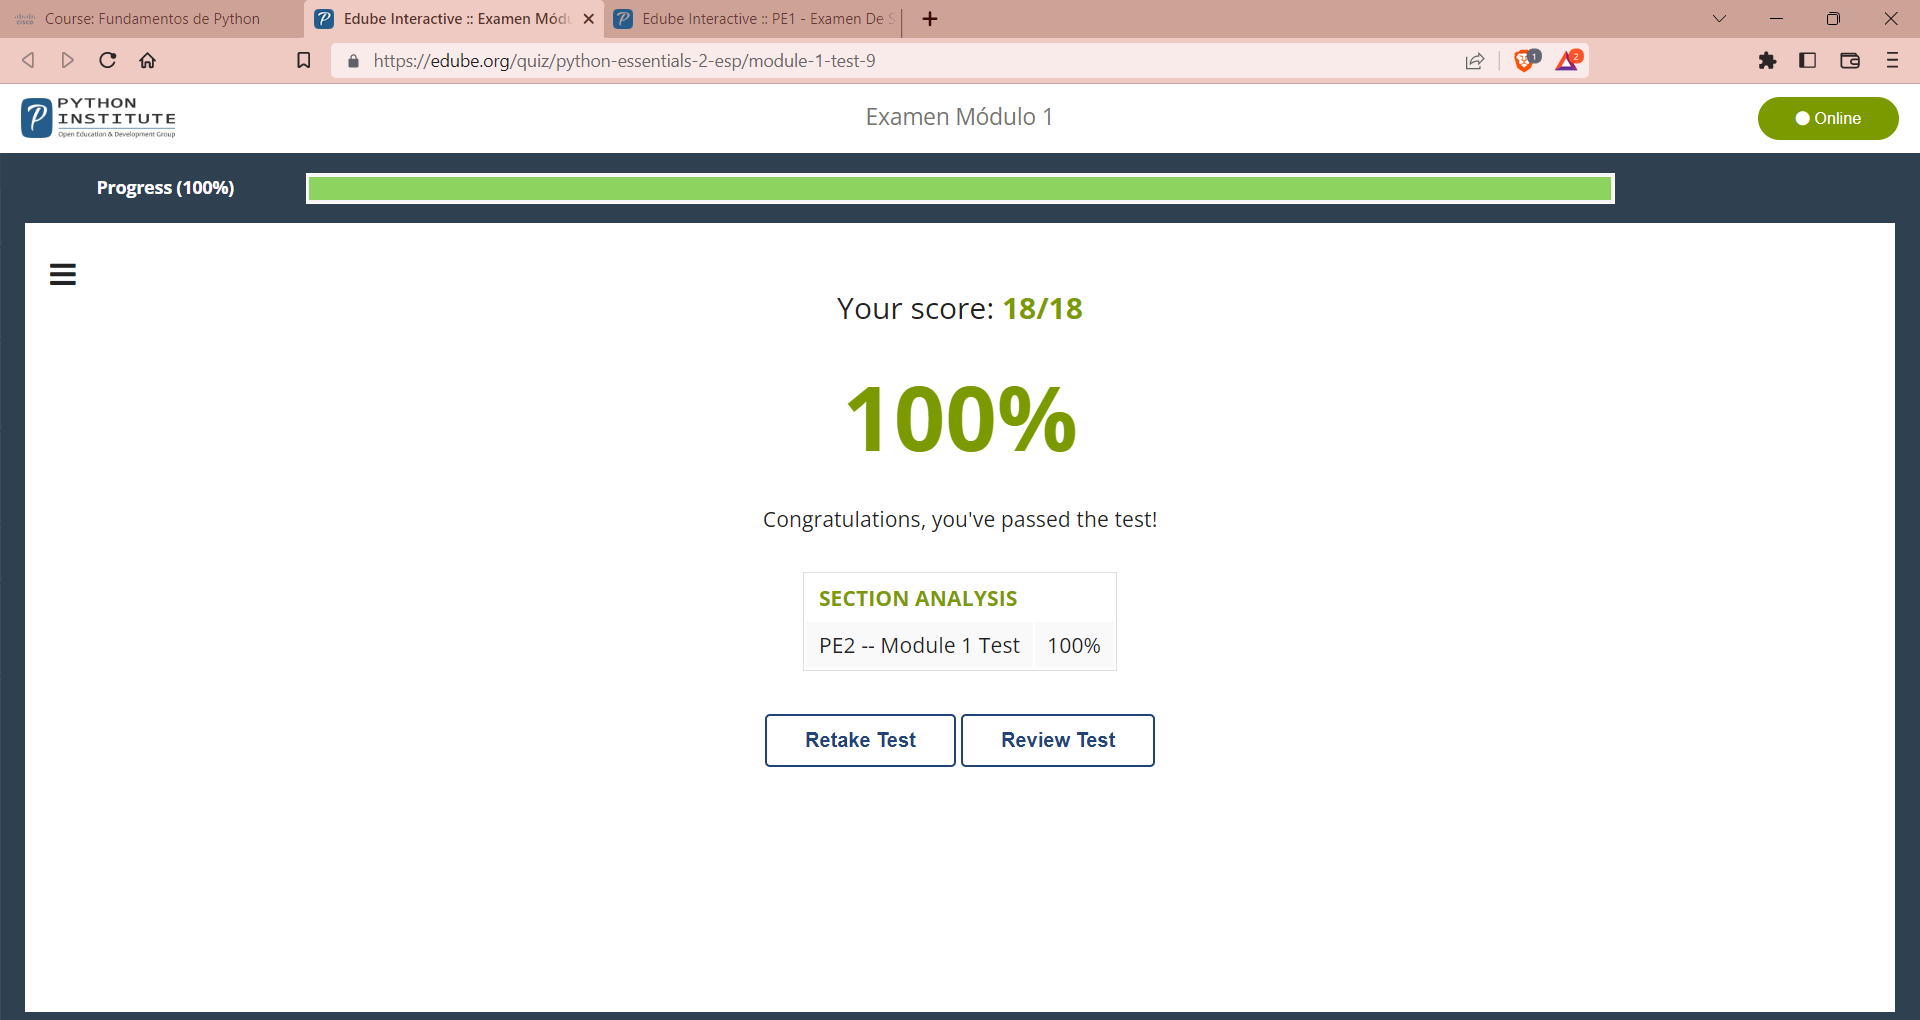 Course: Fundamentos de Python
Edube Interactive :: Examen Módu
Edube Interactive :: PE1 - Examen De S
https://edube.org/quiz/python-essentials-2-esp/module-1-test-9
1
2
PYTHON
INSTITUTE
Open Education & Development Group
Examen Módulo 1
Online
Progress (100%)
Your score: 18/18
100%
Congratulations, you've passed the test!
SECTION ANALYSIS
PE2 -- Module 1 Test 100%
Retake Test
Review Test